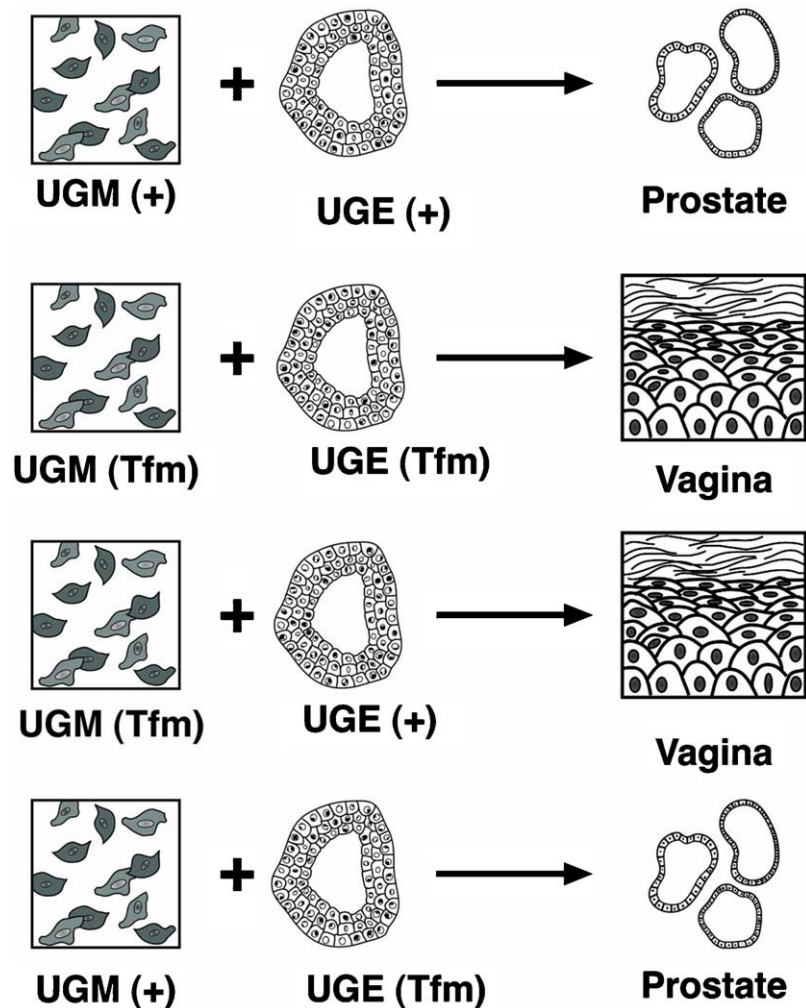 +
UGM (+)
UGE (+)
Prostate
+
UGM (Tfm)
UGE (Tfm)
Vagina
+
UGM (Tfm)
UGE (+)
Vagina
+
UGM (+)
UGE (Tfm)
Prostate